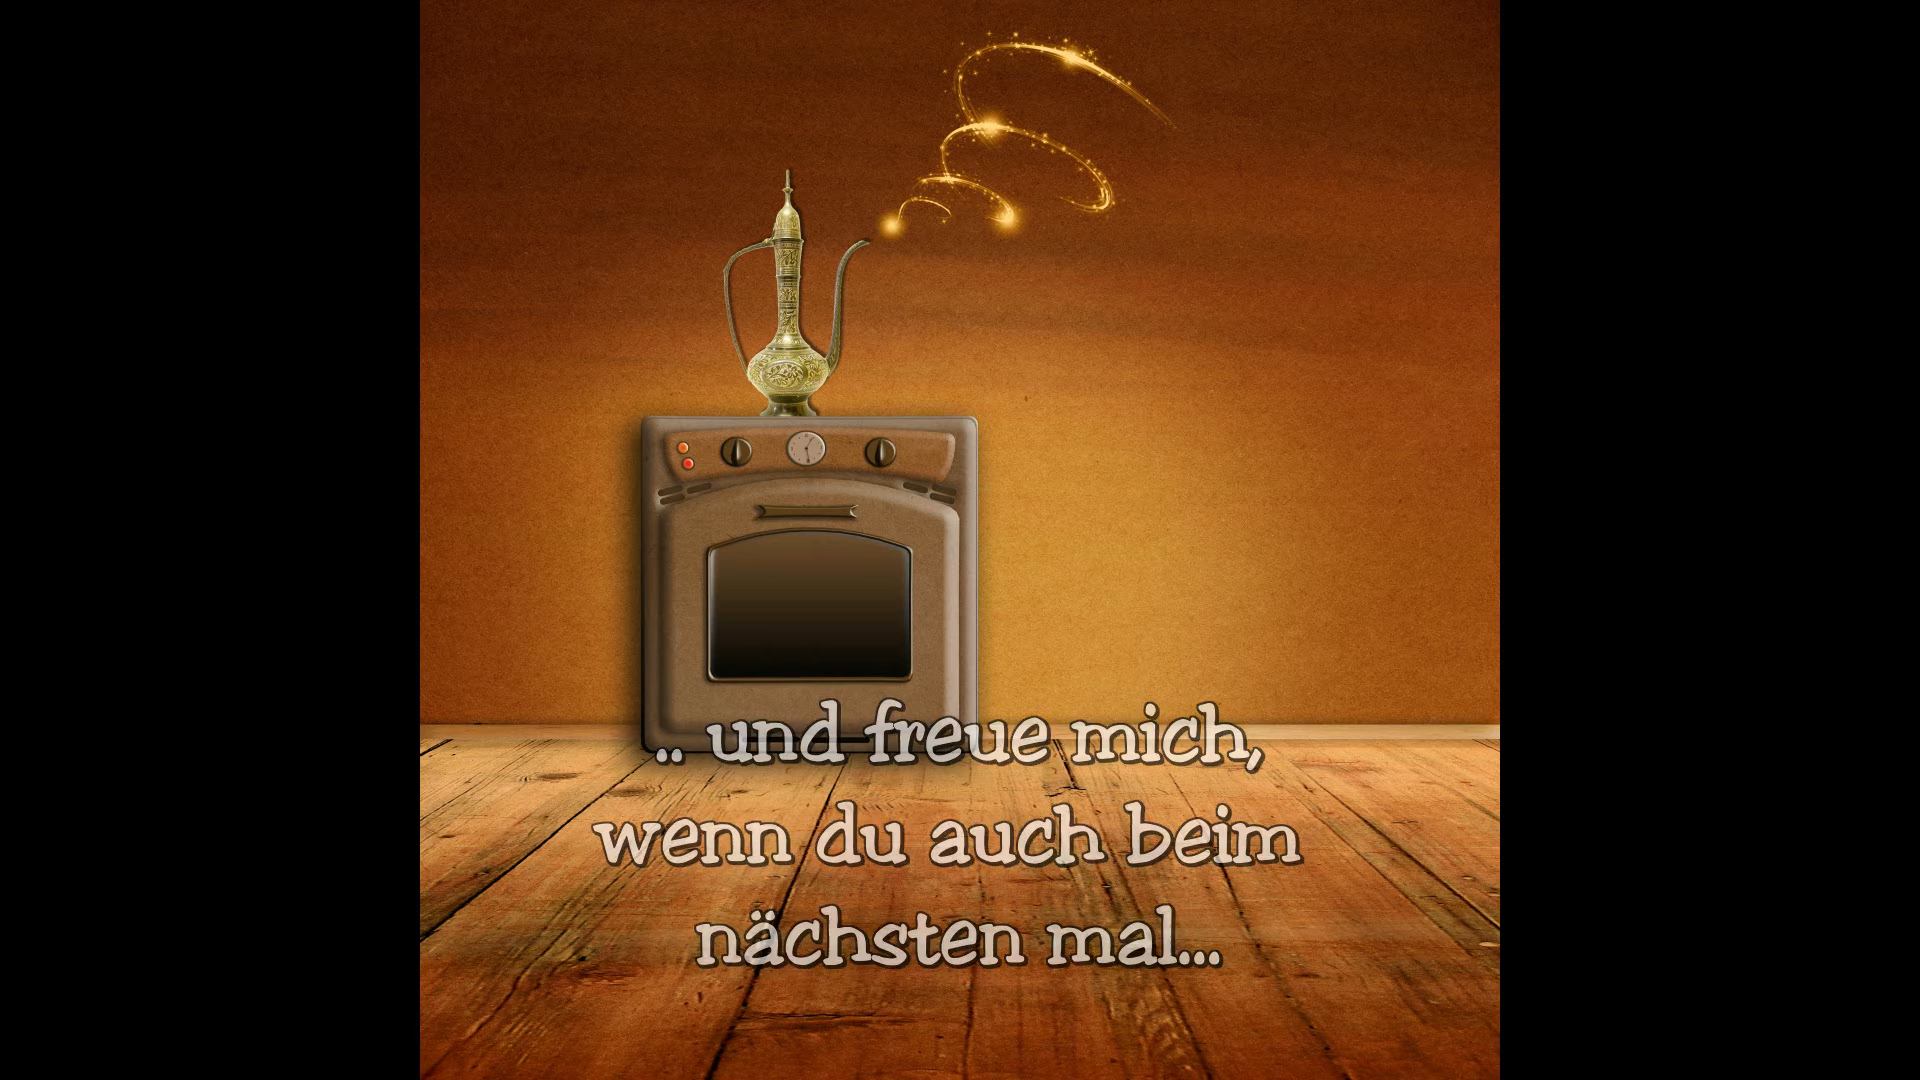 .. und freue mich,
wenn du auch beim
nächsten mal...